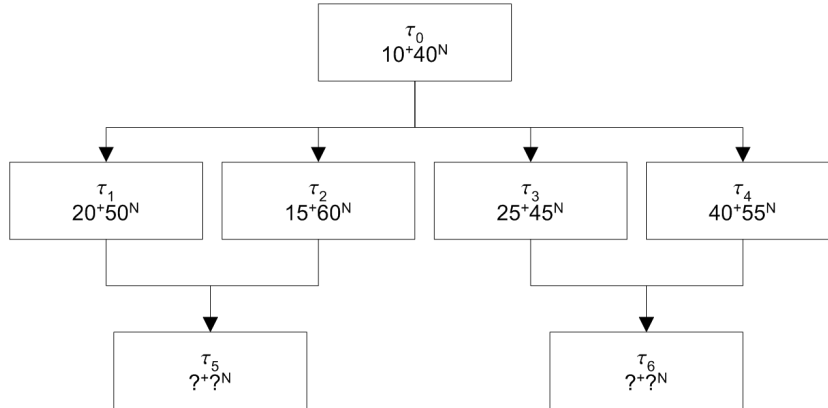 τ₀
10⁺40ᴺ
τ₁
20⁺50ᴺ
τ₂
15⁺60ᴺ
τ₃
25⁺45ᴺ
τ₄
40⁺55ᴺ
τ₅
?⁺?ᴺ
τ₆
?⁺?ᴺ